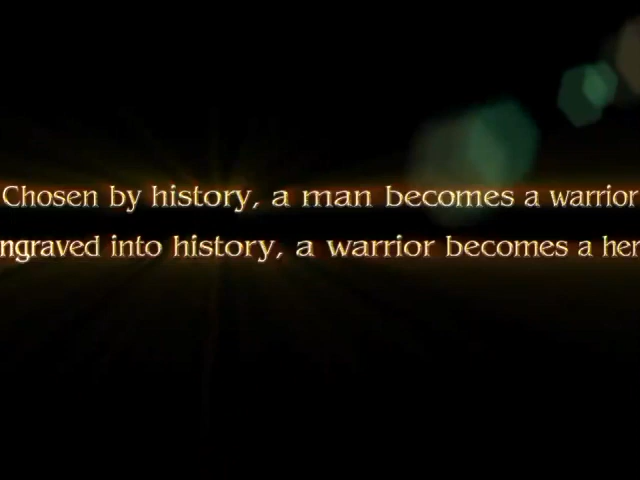 Chosen by history, a man becomes a warrior
ngraved into history, a warrior becomes a her